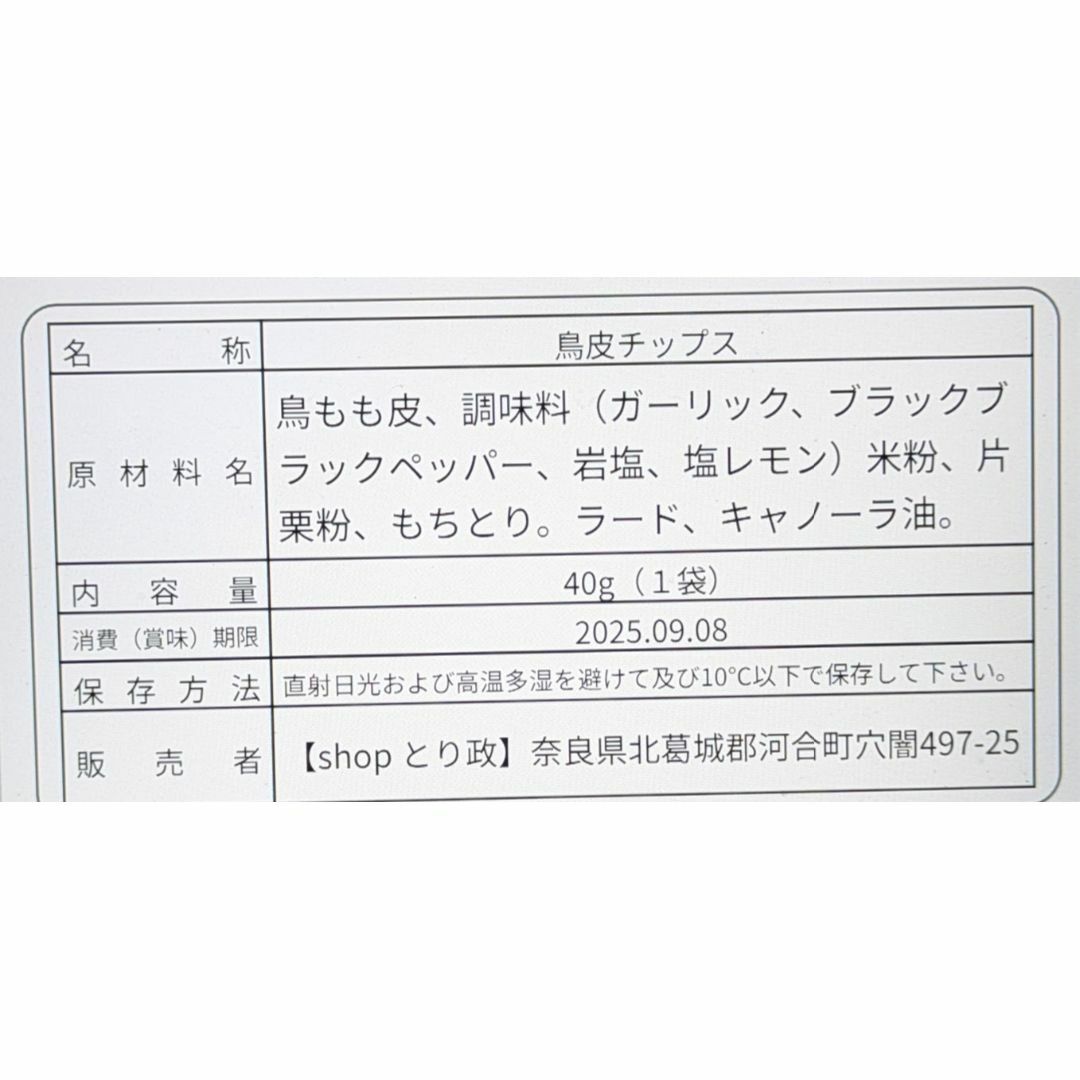 名称 鳥皮チップス
原材料名 鳥もも皮、調味料（ガーリック、ブラックブ
ラックペッパー、岩塩、塩レモン）米粉、片
栗粉、もちとり。ラード、キャノーラ油。
内容量 40g（１袋）
消費（賞味）期限 2025.09.08
保存方法 直射日光および高温多湿を避けて及び10℃以下で保存して下さい。
販売者 【shop とり政】奈良県北葛城郡河合町穴闇497-25